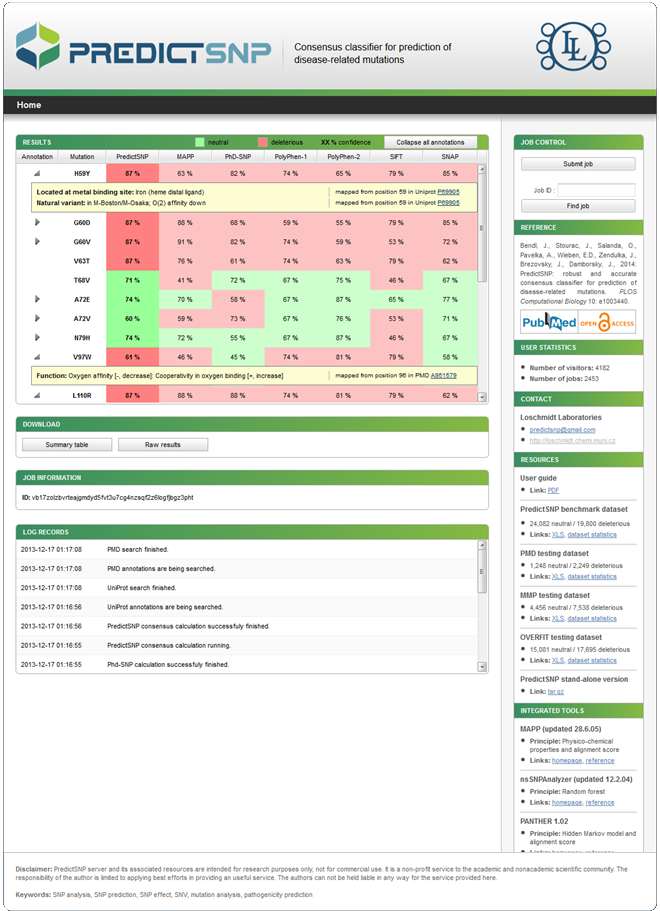 PREDICTSNP
Consensus classifier for prediction of
disease-related mutations
LL
Home
RESULTS neutral deleterious XX % confidence Collapse all annotations
Annotation Mutation PredictSNP MAPP PhD-SNP PolyPhen-1 PolyPhen-2 SIFT SNAP
H59Y 87 % 63 % 82 % 74 % 65 % 79 % 85 %
Located at metal binding site: Iron (heme distal ligand) mapped from position 59 in Uniprot P69905
Natural variant: in M-Boston/M-Osaka; O(2) affinity down mapped from position 59 in Uniprot P69905
G60D 87 % 88 % 68 % 59 % 55 % 79 % 85 %
G60V 87 % 91 % 82 % 74 % 59 % 53 % 72 %
V63T 87 % 76 % 61 % 74 % 63 % 79 % 62 %
T68V 71 % 41 % 72 % 67 % 75 % 46 % 67 %
A72E 74 % 70 % 58 % 67 % 87 % 65 % 77 %
A72V 60 % 59 % 73 % 67 % 76 % 53 % 71 %
N79H 74 % 72 % 55 % 67 % 87 % 46 % 67 %
V97W 61 % 46 % 45 % 74 % 81 % 79 % 58 %
Function: Oxygen affinity [-, decrease]; Cooperativity in oxygen binding [+, increase] mapped from position 96 in PMD A951579
L110R 87 % 88 % 88 % 74 % 81 % 79 % 62 %
DOWNLOAD
Summary table Raw results
JOB INFORMATION
ID: vb17zolzbvrteajgmdyd5fvt3u7cg4nzsqf2z6logfjbgz3pht
LOG RECORDS
2013-12-17 01:17:08 PMD search finished.
2013-12-17 01:17:08 PMD annotations are being searched.
2013-12-17 01:17:08 UniProt search finished.
2013-12-17 01:16:56 UniProt annotations are being searched.
2013-12-17 01:16:56 PredictSNP consensus calculation successfuly finished.
2013-12-17 01:16:55 PredictSNP consensus calculation running.
2013-12-17 01:16:55 Phd-SNP calculation successfuly finished.
JOB CONTROL
Submit job
Job ID :
Find job
REFERENCE
Bendl, J., Stourac, J., Salanda, O.,
Pavelka, A., Wieben, E.D., Zendulka, J.,
Brezovsky, J., Damborsky, J., 2014:
PredictSNP: robust and accurate
consensus classifier for prediction of
disease-related mutations. PLOS
Computational Biology 10: e1003440.
PubMed OPEN ACCESS
USER STATISTICS
Number of visitors: 4182
Number of jobs: 2453
CONTACT
Loschmidt Laboratories
predictsnp@gmail.com
http://loschmidt.chemi.muni.cz
RESOURCES
User guide
Link: PDF
PredictSNP benchmark dataset
24,082 neutral / 19,800 deleterious
Links: XLS, dataset statistics
PMD testing dataset
1,248 neutral / 2,249 deleterious
Links: XLS, dataset statistics
MMP testing dataset
4,456 neutral / 7,538 deleterious
Links: XLS, dataset statistics
OVERFIT testing dataset
15,081 neutral / 17,695 deleterious
Links: XLS, dataset statistics
PredictSNP stand-alone version
Link: tar.gz
INTEGRATED TOOLS
MAPP (updated 28.6.05)
Principle: Physico-chemical
properties and alignment score
Links: homepage, reference
nsSNPAnalyzer (updated 12.2.04)
Principle: Random forest
Links: homepage, reference
PANTHER 1.02
Principle: Hidden Markov model and
alignment score
Disclaimer: PredictSNP server and its associated resources are intended for research purposes only, not for commercial use. It is a non-profit service to the academic and nonacademic scientific community. The
responsibility of the author is limited to applying best efforts in providing an useful service. The authors can not be held liable in any way for the service provided here.
Keywords: SNP analysis, SNP prediction, SNP effect, SNV, mutation analysis, pathogenicity prediction